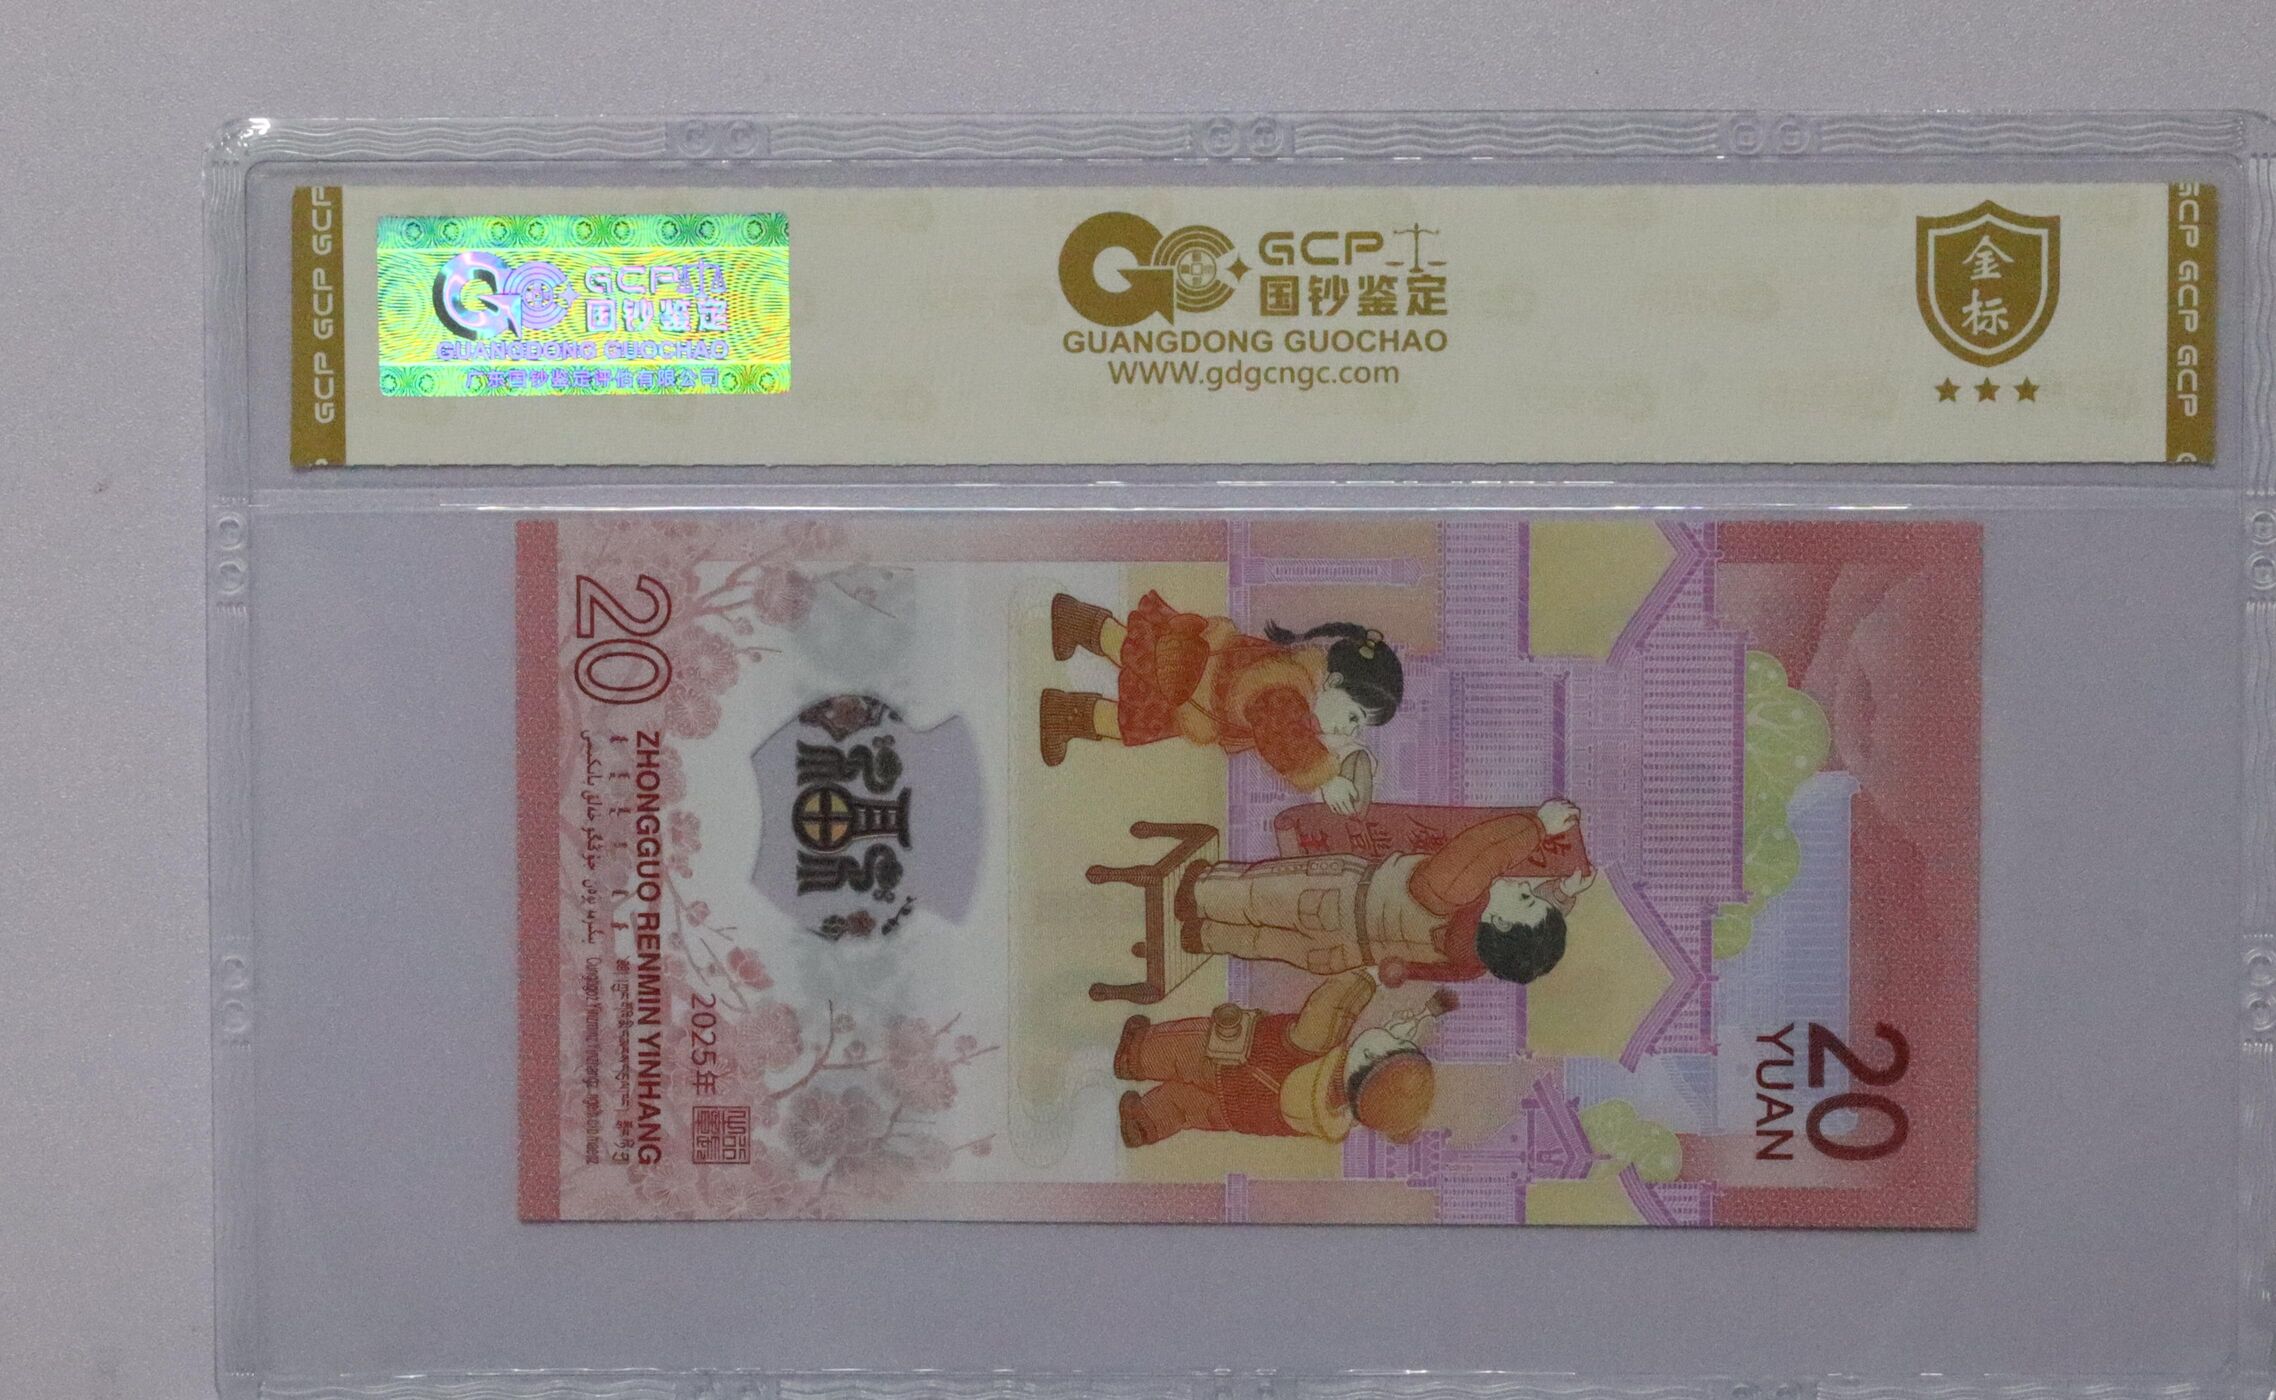 GCP GCP GCP
GCP
国钞鉴定
GUANGDONG GUOCHAO
广东国钞鉴定评估有限公司
GCP
国钞鉴定
GUANGDONG GUOCHAO
www.gdgcngc.com
金标
GCP GCP GCP
20
YUAN
20
ZHONGGUO RENMIN YINHANG
2025年